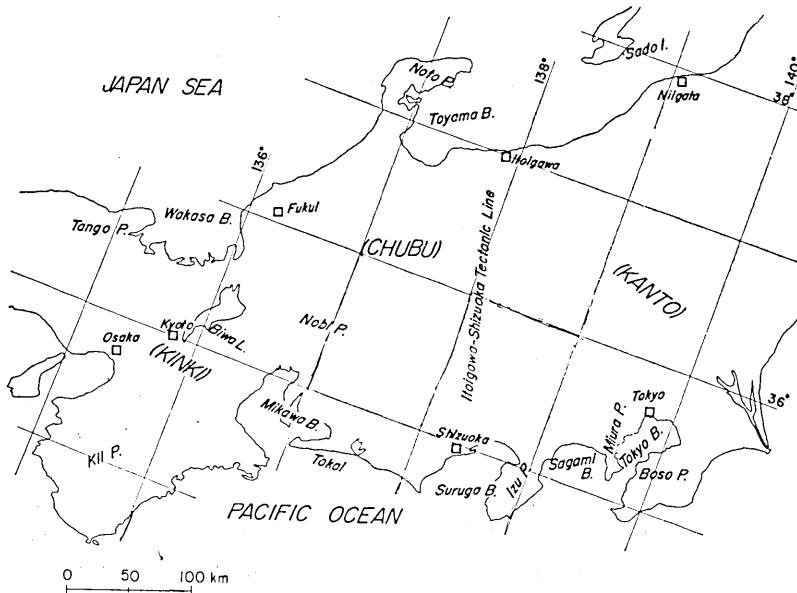 JAPAN SEA
Noto P.
Toyama B.
Sado I.
138°
140°
38°
Niigata
Itoigawa
136°
Fukui
Wakasa B.
Tango P.
(CHUBU)
Itoigawa-Shizuoka Tectanic Line
(KANTO)
Nobi P.
Kyoto
Osaka
Biwa L.
(KINKI)
36°
Mikawa B.
Tokai
Shizuoka
Tokyo
Miura P.
Tokyo B.
Sagami
B.
Izu P.
Suruga B.
Boso P.
Kii P.
PACIFIC OCEAN
0 50 100 km